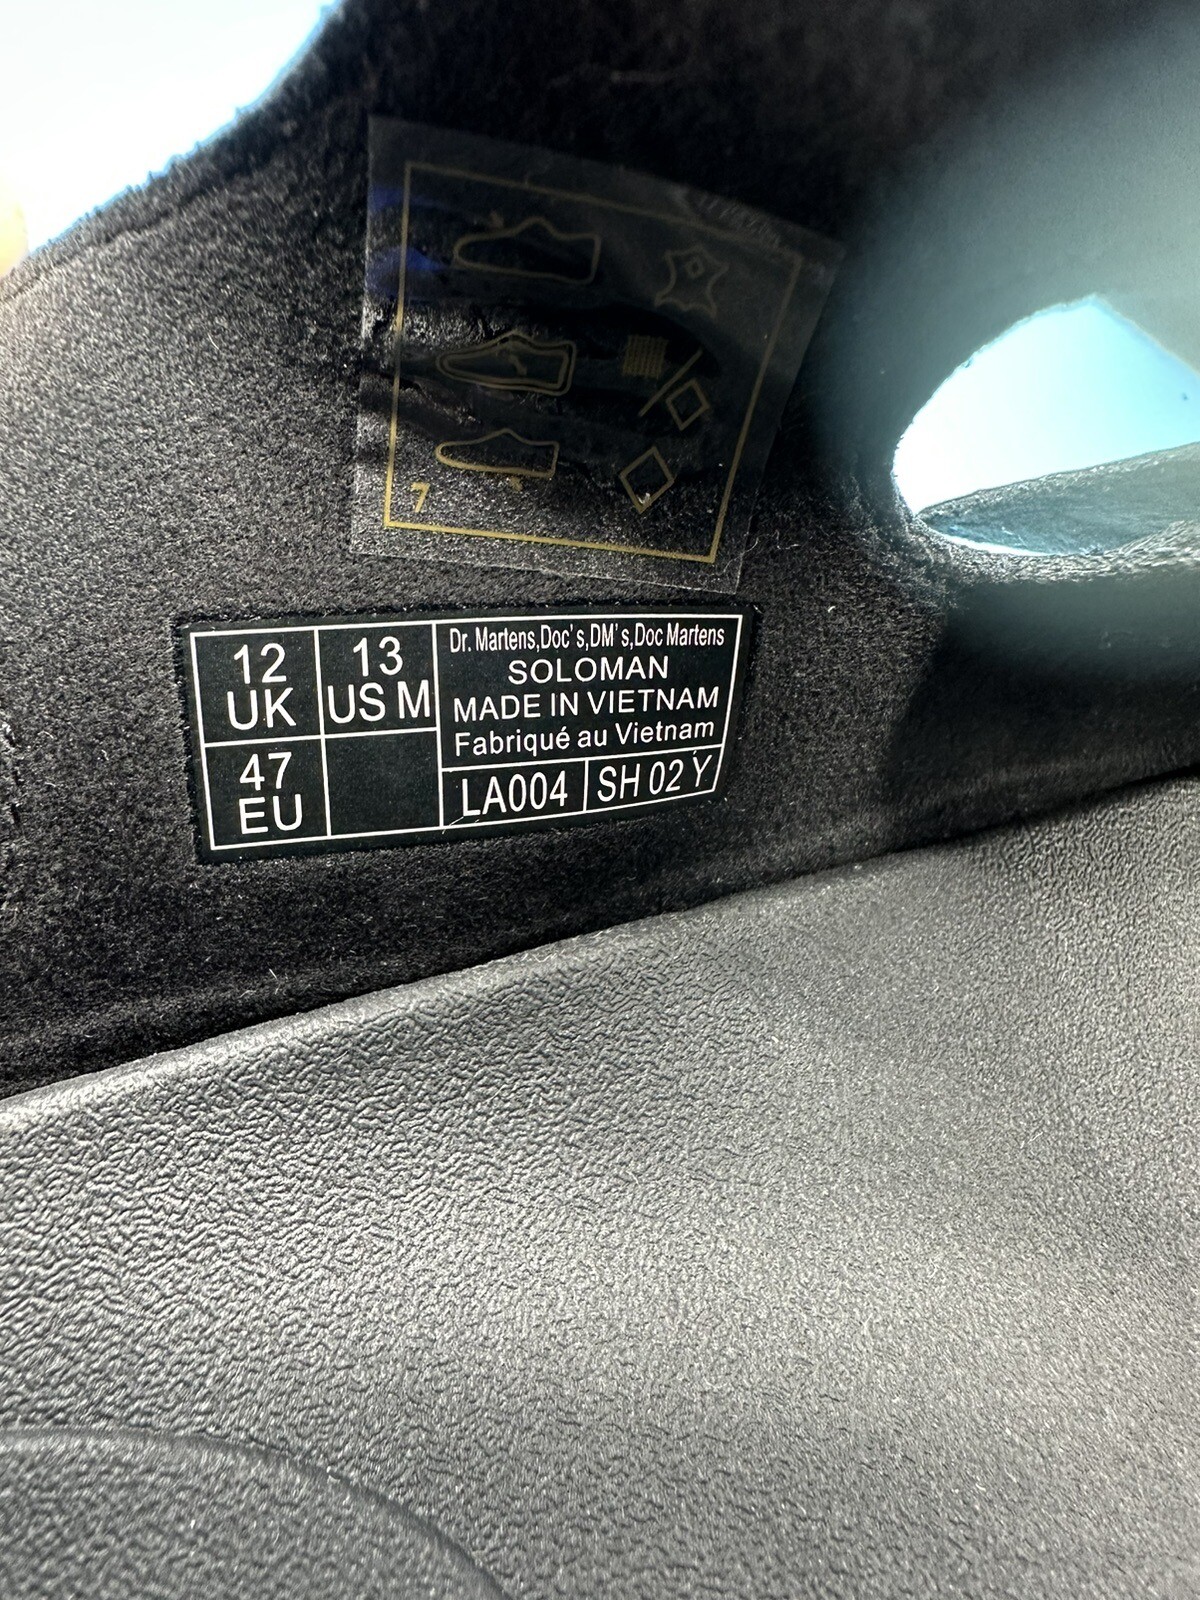 7
12
UK
13
US M
47
EU
Dr. Martens,Doc's,DM's,Doc Martens
SOLOMAN
MADE IN VIETNAM
Fabriqué au Vietnam
LA004
SH 02 Y